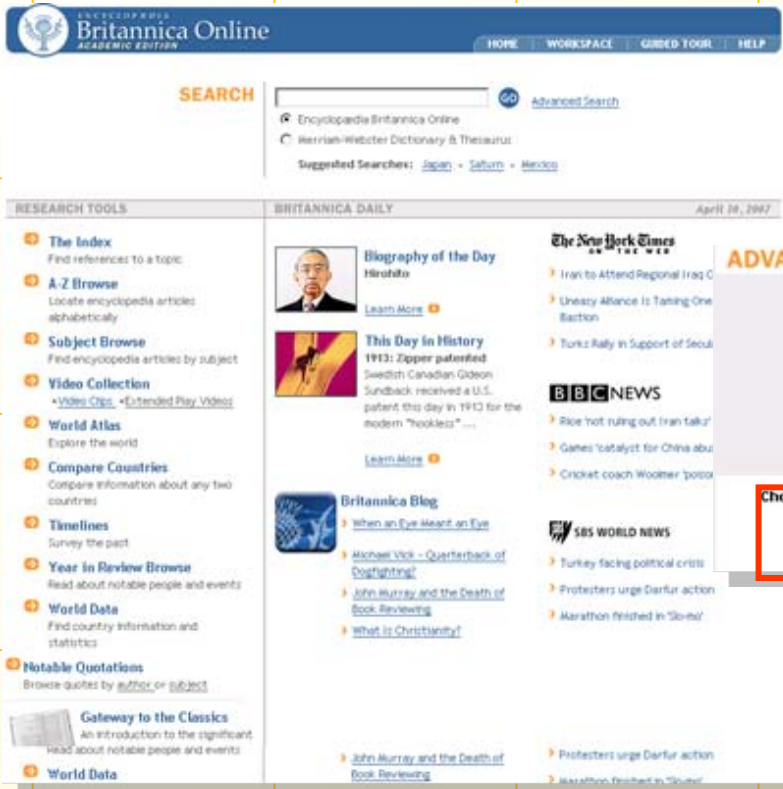 ENCYCLOPÆDIA
Britannica Online
ACADEMIC EDITION
HOME WORKSPACE GUIDED TOUR HELP
SEARCH
GO Advanced Search
Encyclopædia Britannica Online
Merriam-Webster Dictionary & Thesaurus
Suggested Searches: Japan • Saturn • Mexico
RESEARCH TOOLS
The Index
Find references to a topic
A-Z Browse
Locate encyclopedia articles
alphabetically
Subject Browse
Find encyclopedia articles by subject
Video Collection
•Video Clips •Extended Play Videos
World Atlas
Explore the world
Compare Countries
Compare information about any two
countries
Timelines
Survey the past
Year in Review Browse
Read about notable people and events
World Data
Find country information and
statistics
Notable Quotations
Browse quotes by author or subject
Gateway to the Classics
An introduction to the significant
Read about notable people and events
World Data
BRITANNICA DAILY
April 2007
Biography of the Day
Hirohito
Learn More
This Day in History
1913: Zipper patented
Swedish Canadian Gideon
Sundback received a U.S.
patent this day in 1913 for the
modern "hookless" ...
Learn More
Britannica Blog
When an Eye Meant an Eye
Michael Vick - Quarterback of
Dogfighting?
John Murray and the Death of
Book Reviewing
What is Christianity?
John Murray and the Death of
Book Reviewing
The New York Times
ON THE WEB
Iran to Attend Regional Iraq C
Uneasy Alliance Is Taming One
Bastion
Turks Rally in Support of Secul
BBC NEWS
Rice 'not ruling out Iran talks'
Games 'catalyst for China abu
Cricket coach Woolmer 'poiso
SBS WORLD NEWS
Turkey facing political crisis
Protesters urge Darfur action
Marathon finished in 'Slo-mo'
Protesters urge Darfur action
Marathon finished in 'Slo-mo'
ADVA
Cho